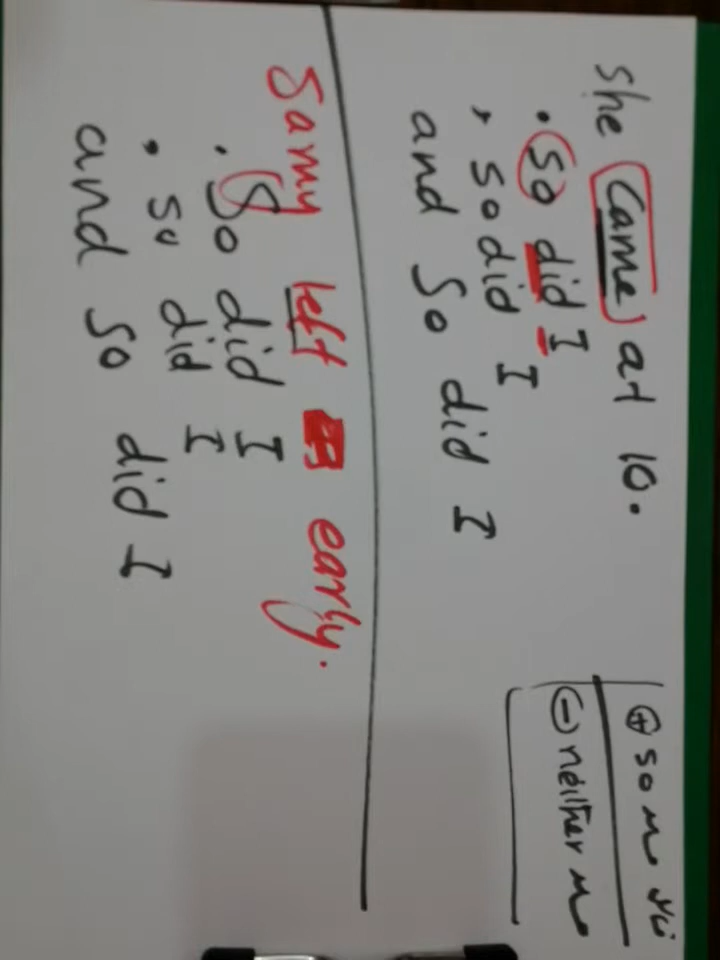 She came at 10.
. So did I
, so did I
and So did I
Samy left early.
. So did I
. so did I
and So did I
+ so
- neither